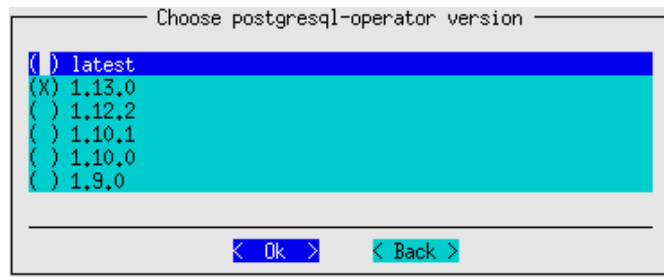 Choose postgresql-operator version
( ) latest
(X) 1.13.0
( ) 1.12.2
( ) 1.10.1
( ) 1.10.0
( ) 1.9.0
< Ok > < Back >